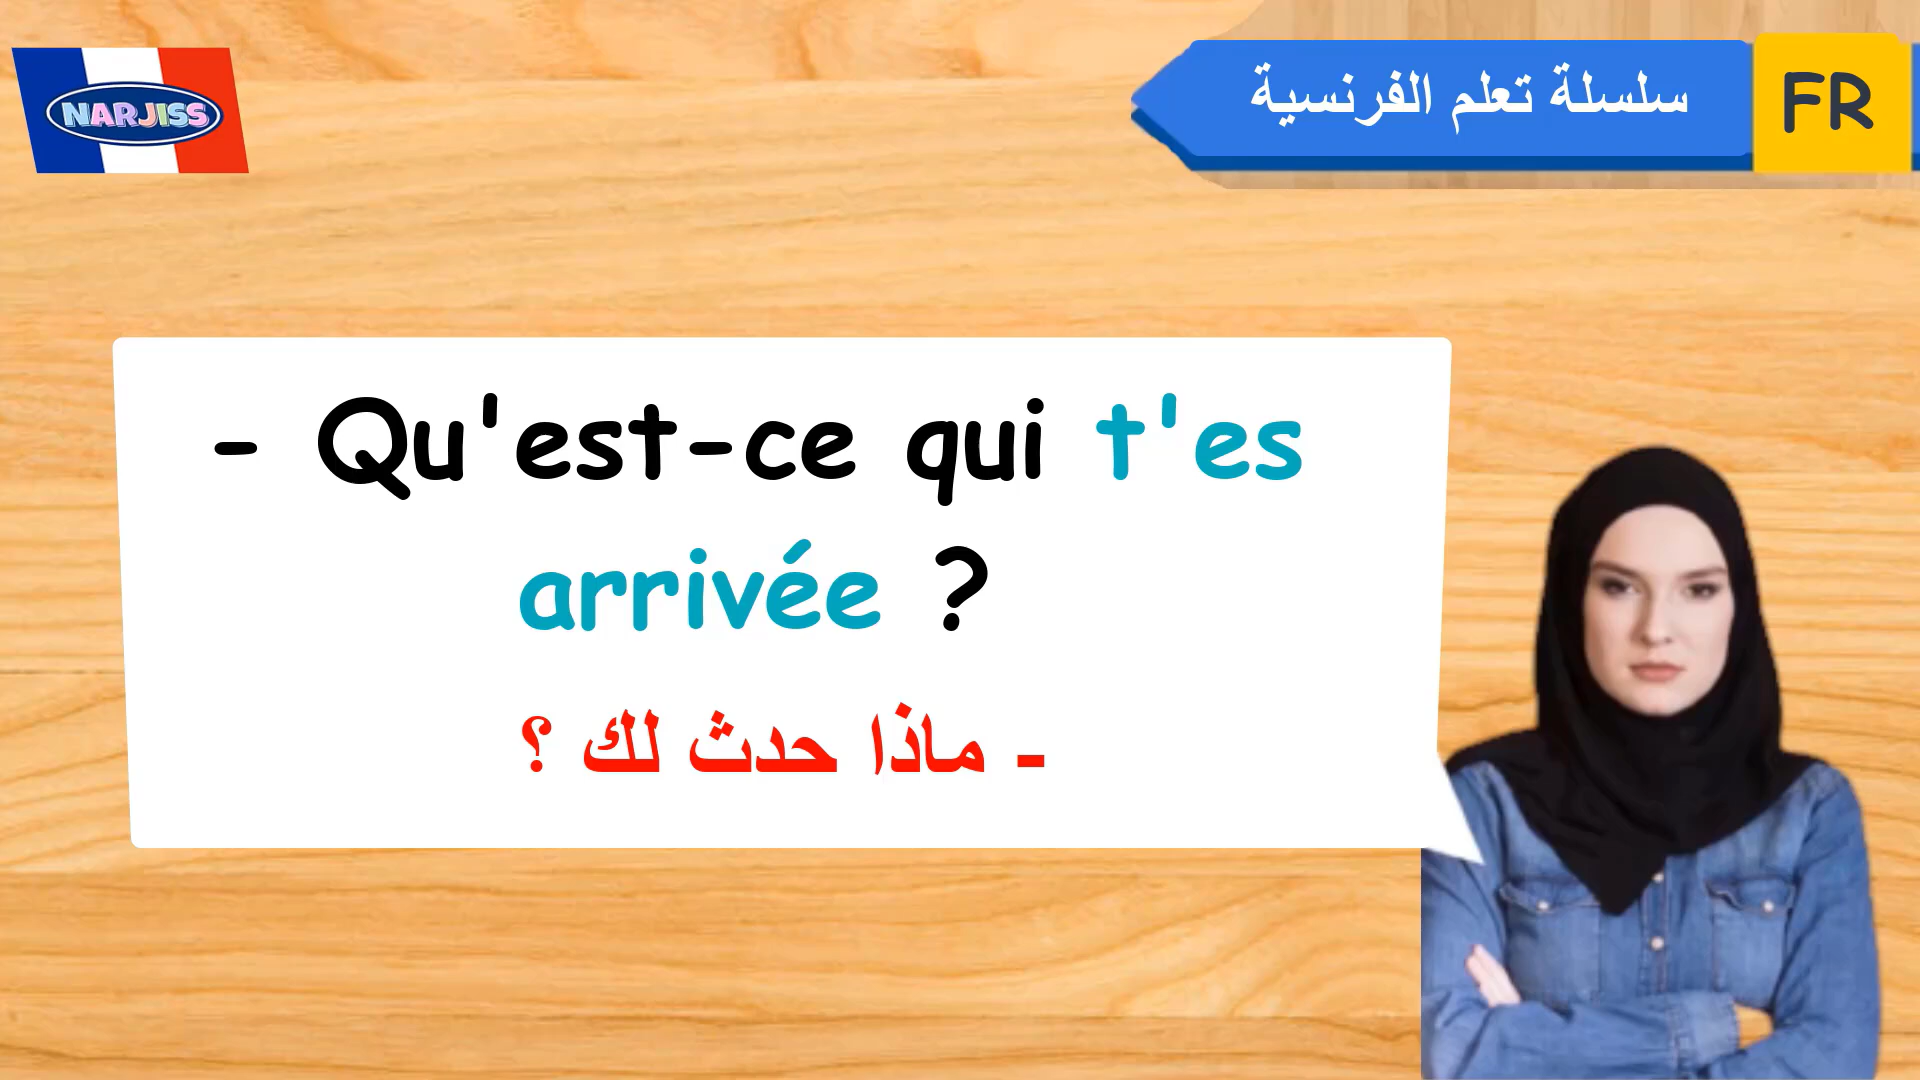 NARJISS
سلسلة تعلم الفرنسية
FR
- Qu'est-ce qui t'es
arrivée ?
- ماذا حدث لك ؟